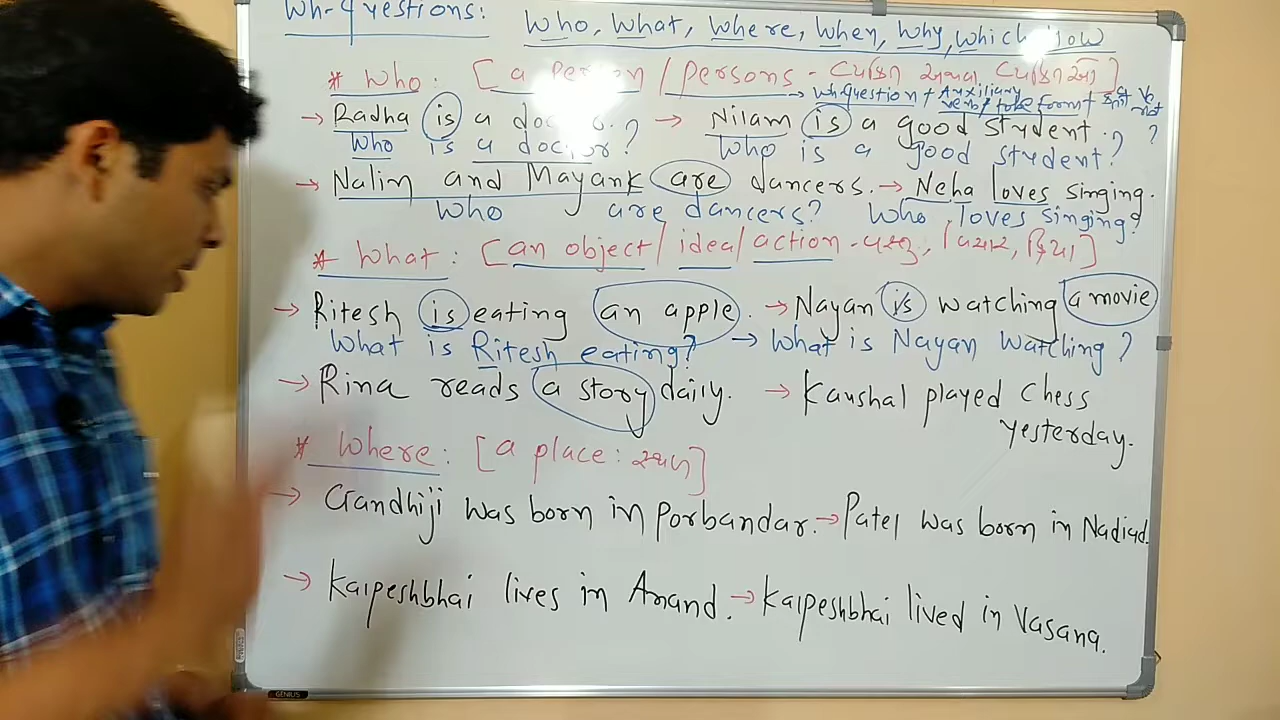 Wh-Questions: Who, What, Where, When, Why, Which, How
* Who: [a person / persons - વ્યક્તિ અથવા વ્યક્તિઓ]
→ Wh-Question + Auxiliary verb/
→ Radha is a → Nilam is a good student.
Who is a doctor? Who is a good student?
→ Nalin and Mayank are dancers. → Neha loves singing.
Who are dancers? Who loves singing?
* What: [an object/ idea/ action - વસ્તુ, વિચાર, ક્રિયા]
→ Ritesh is eating an apple. → Nayan is watching a movie
What is Ritesh eating? → What is Nayan watching?
→ Rina reads a story daily. → Kaushal played chess
yesterday.
* Where: [a place: સ્થળ]
→ Gandhiji was born in Porbandar. → Patel was born in Nadiad.
→ Kalpeshbhai lives in Anand. → Kalpeshbhai lived in Vasana.
GENIUS